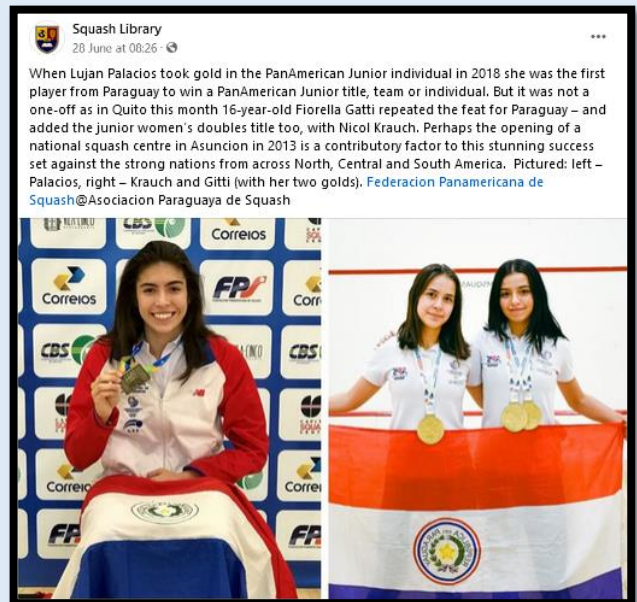 Squash Library
28 June at 08:26 ·
When Lujan Palacios took gold in the PanAmerican Junior individual in 2018 she was the first
player from Paraguay to win a PanAmerican Junior title, team or individual. But it was not a
one-off as in Quito this month 16-year-old Fiorella Gatti repeated the feat for Paraguay – and
added the junior women's doubles title too, with Nicol Krauch. Perhaps the opening of a
national squash centre in Asuncion in 2013 is a contributory factor to this stunning success
set against the strong nations from across North, Central and South America. Pictured: left –
Palacios, right – Krauch and Gitti (with her two golds). Federacion Panamericana de
Squash@Asociacion Paraguaya de Squash
CBS
Correios
Correios
FPS
CBS
CBS
Correio
Corre
FP
FP